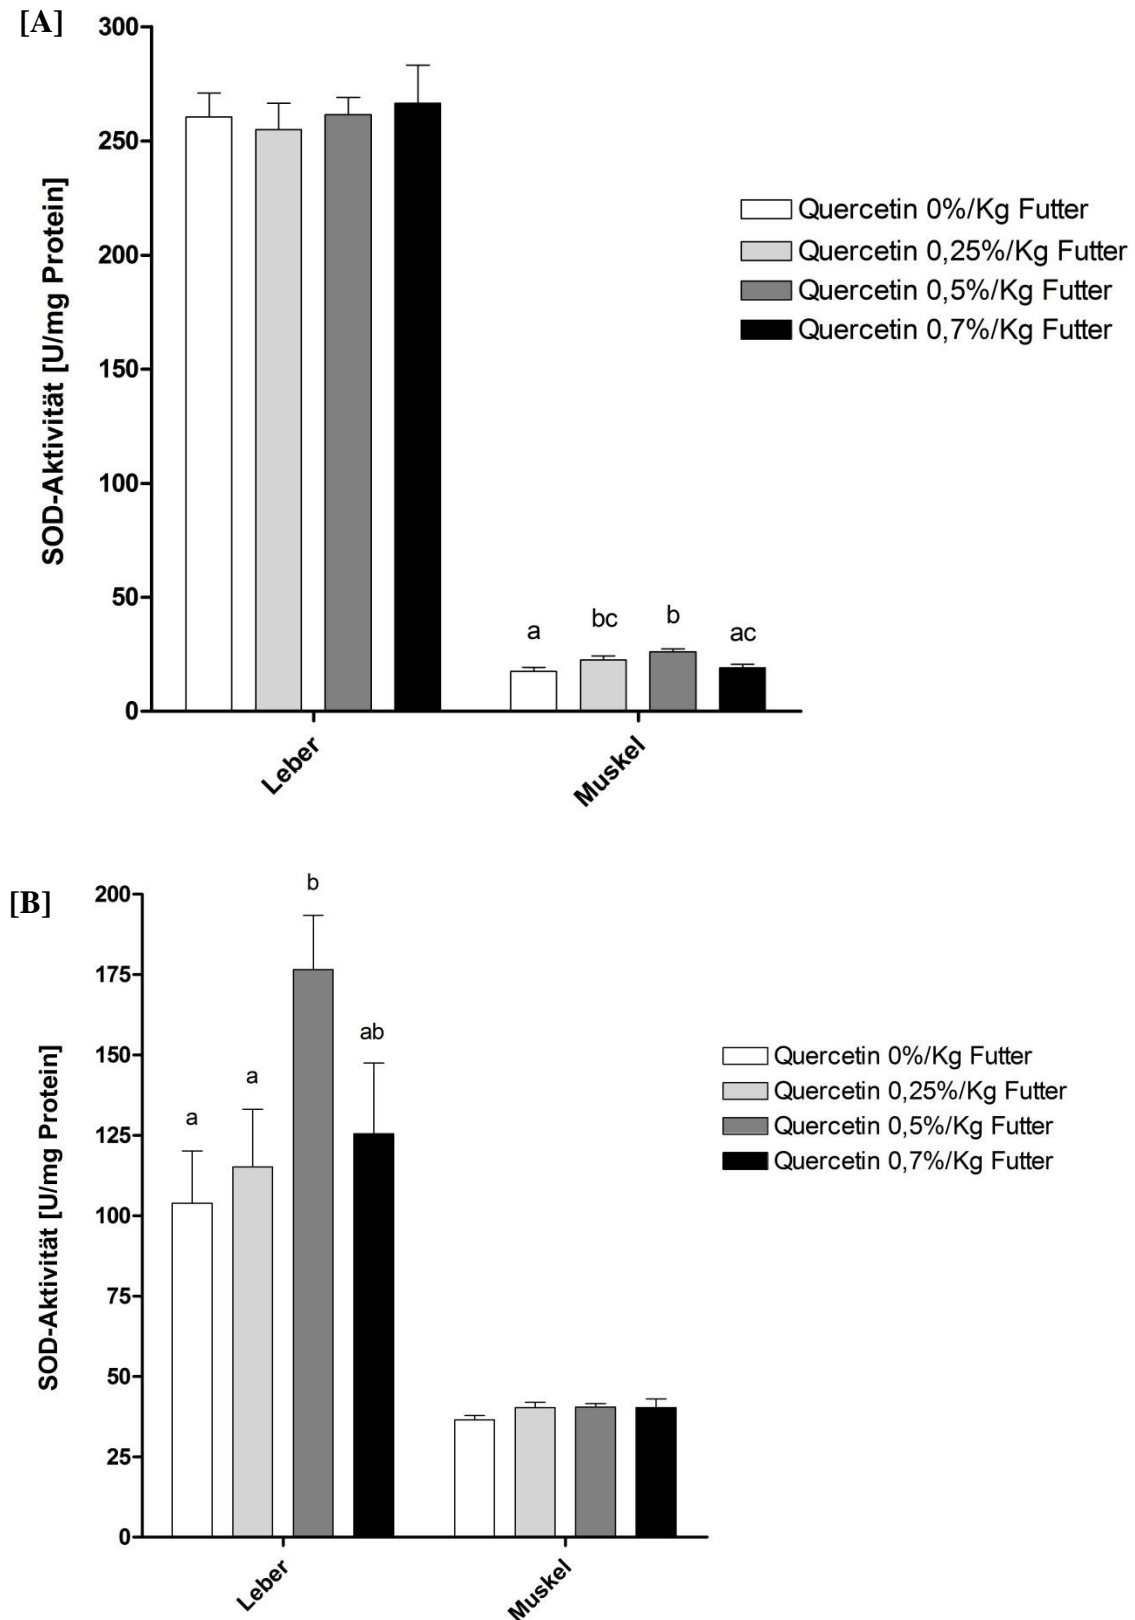 [A]
300
250
200
150
100
50
0
SOD-Aktivität [U/mg Protein]
a
bc
b
ac
Leber
Muskel
Quercetin 0%/Kg Futter
Quercetin 0,25%/Kg Futter
Quercetin 0,5%/Kg Futter
Quercetin 0,7%/Kg Futter
[B]
200
175
150
125
100
75
50
25
0
SOD-Aktivität [U/mg Protein]
a
a
b
ab
Leber
Muskel
Quercetin 0%/Kg Futter
Quercetin 0,25%/Kg Futter
Quercetin 0,5%/Kg Futter
Quercetin 0,7%/Kg Futter